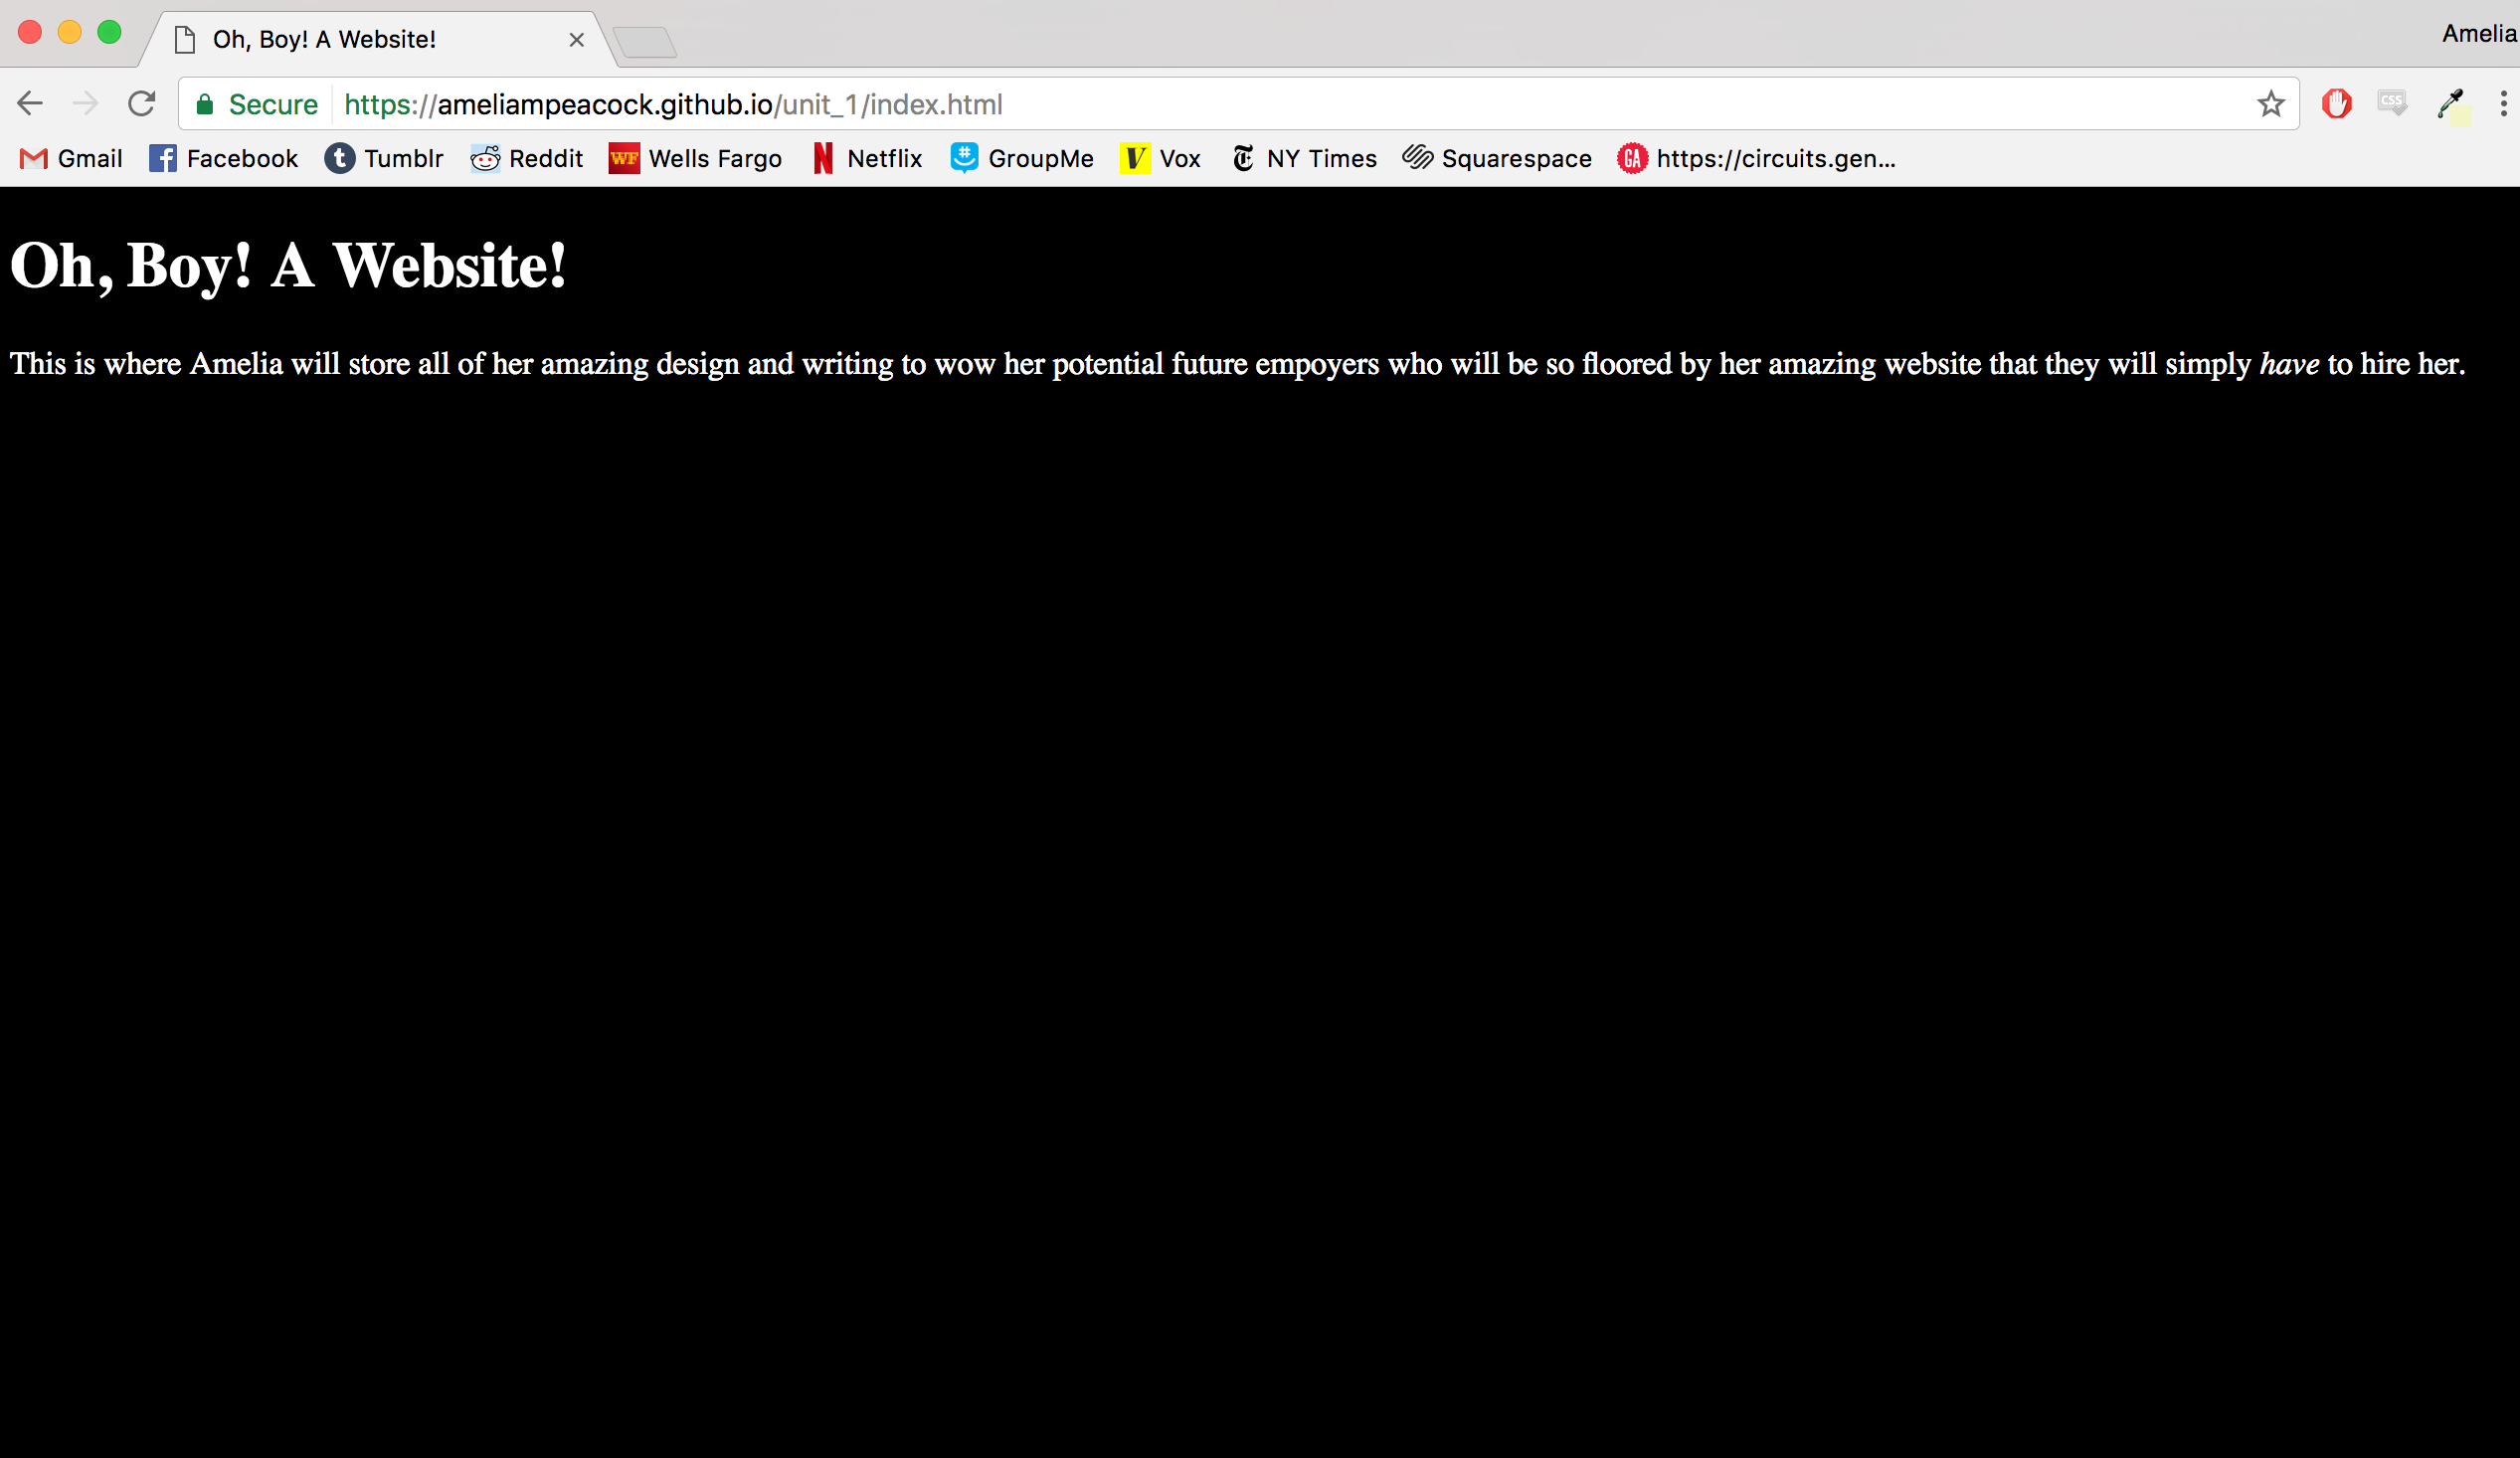 Oh, Boy! A Website!
Amelia
Secure https://ameliampeacock.github.io/unit_1/index.html
CSS
Gmail Facebook Tumblr Reddit WF Wells Fargo Netflix GroupMe Vox NY Times Squarespace GA https://circuits.gen...
Oh, Boy! A Website!
This is where Amelia will store all of her amazing design and writing to wow her potential future empoyers who will be so floored by her amazing website that they will simply have to hire her.